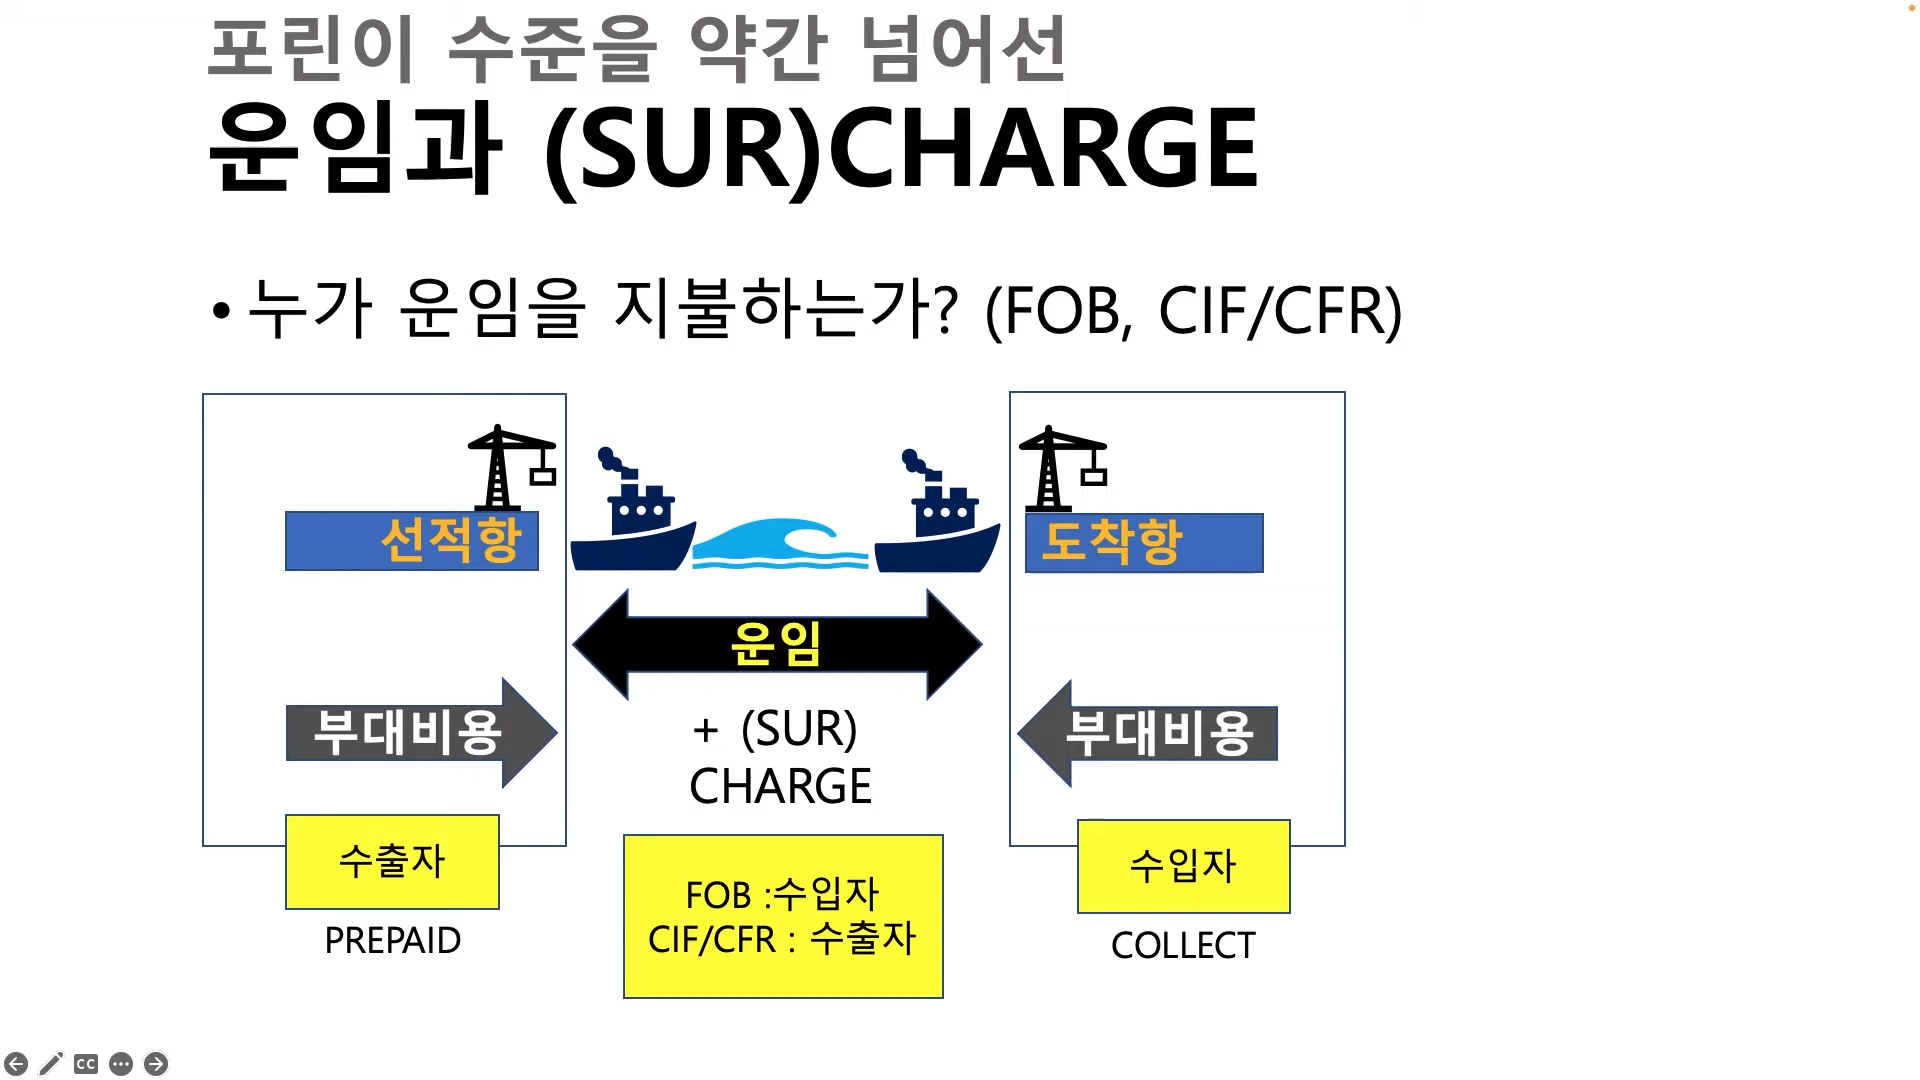 포린이 수준을 약간 넘어선
운임과 (SUR)CHARGE
• 누가 운임을 지불하는가? (FOB, CIF/CFR)
선적항
도착항
운임
부대비용
+ (SUR)
CHARGE
부대비용
수출자
PREPAID
FOB :수입자
CIF/CFR : 수출자
수입자
COLLECT
CC